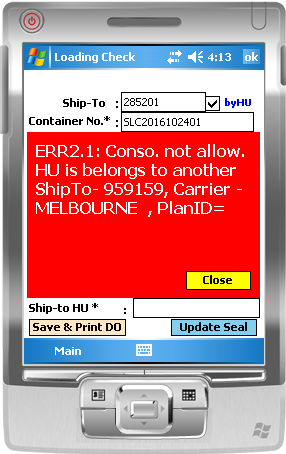 Loading Check 4:13 ok
Ship-To : 285201 byHU
Container No.* : SLC2016102401
ERR2.1: Conso. not allow.
HU is belongs to another
ShipTo- 959159, Carrier -
MELBOURNE , PlanID=
Close
Ship-to HU * :
Save & Print DO Update Seal
Main